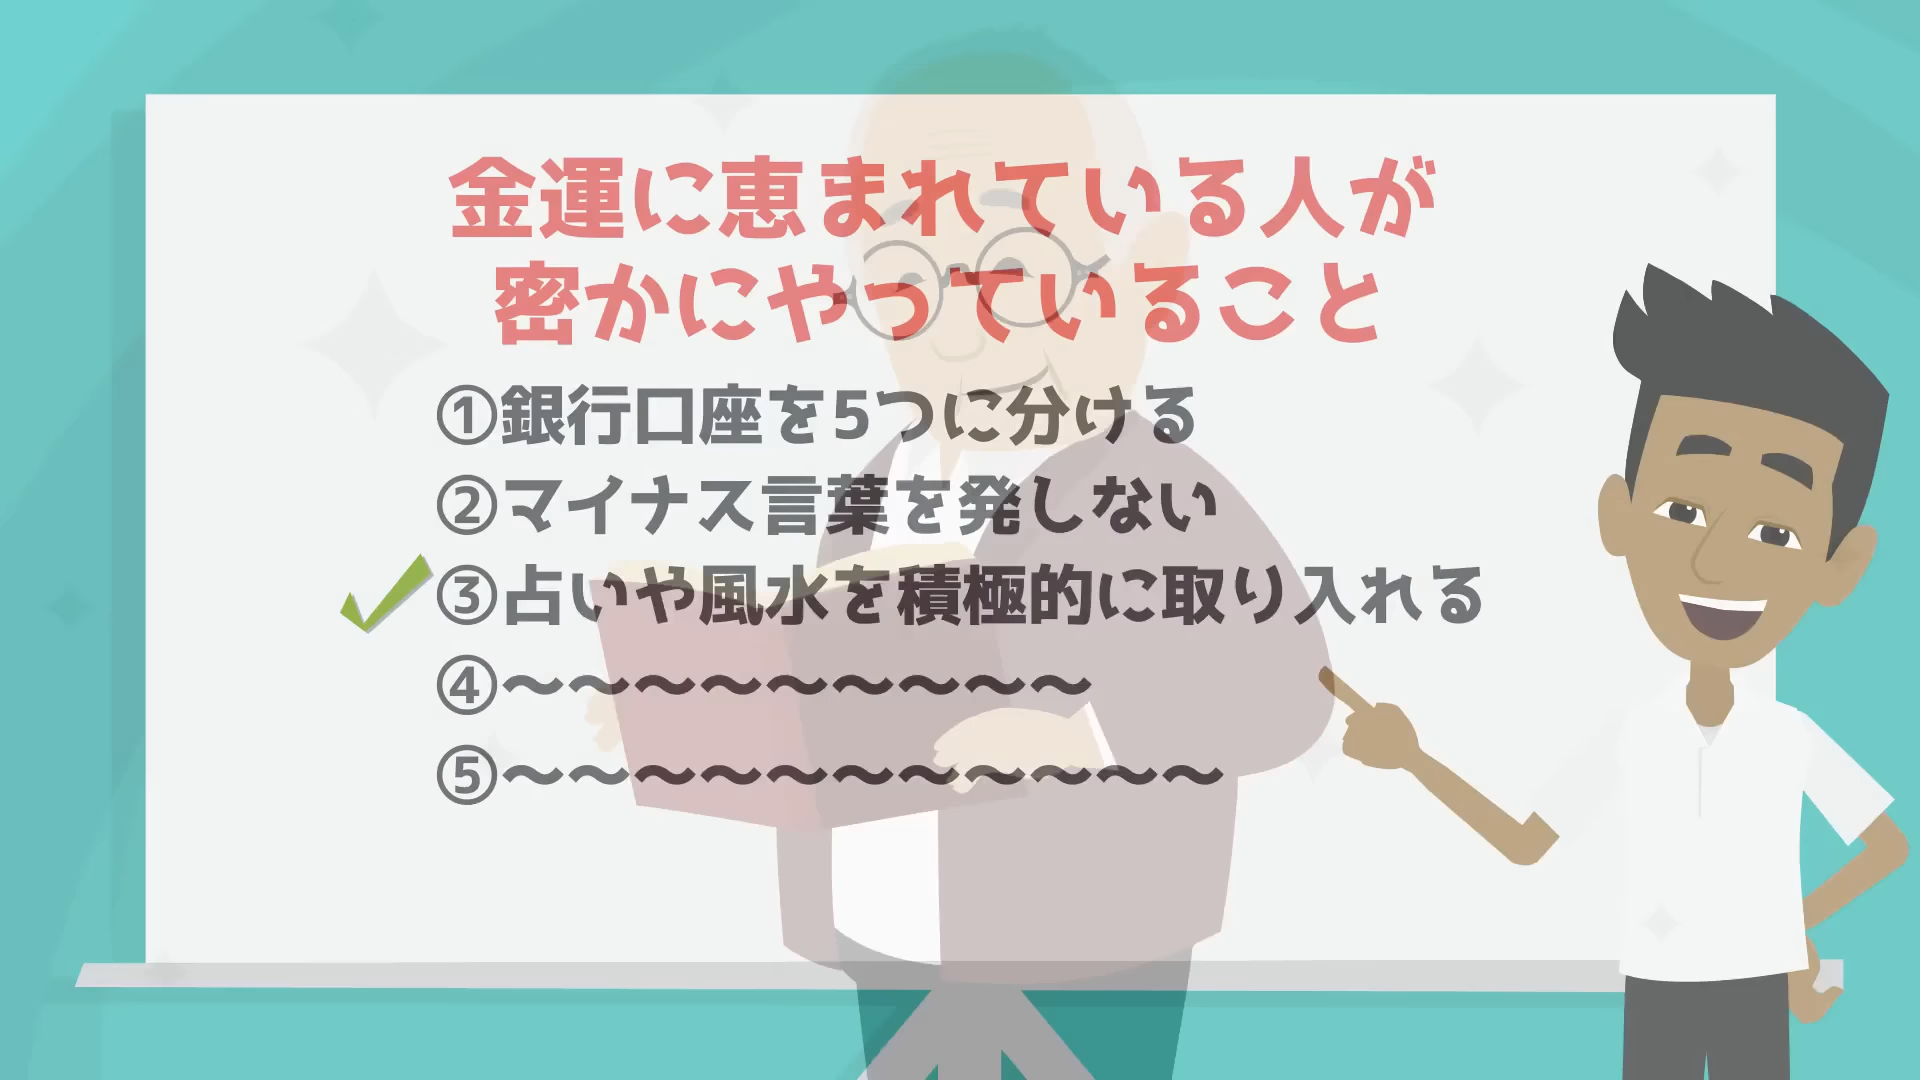 金運に恵まれている人が
密かにやっていること
①銀行口座を5つに分ける
②マイナス言葉を発しない
③占いや風水を積極的に取り入れる
④〜〜〜〜〜〜〜〜〜
⑤〜〜〜〜〜〜〜〜〜〜〜